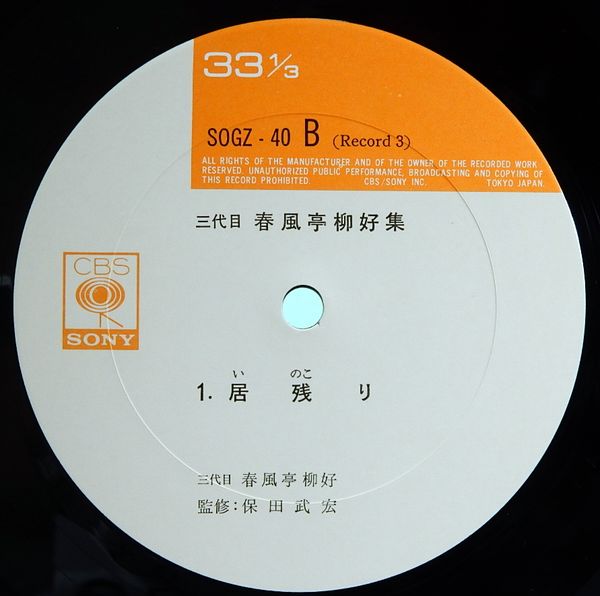 33 1/3
SOGZ - 40 B (Record 3)
ALL RIGHTS OF THE MANUFACTURER AND OF THE OWNER OF THE RECORDED WORK
RESERVED. UNAUTHORIZED PUBLIC PERFORMANCE, BROADCASTING AND COPYING OF
THIS RECORD PROHIBITED. CBS/SONY INC. TOKYO JAPAN.
三代目 春風亭柳好集
CBS
SONY
い のこ
1. 居 残 り
三代目 春風亭柳好
監修:保田武宏